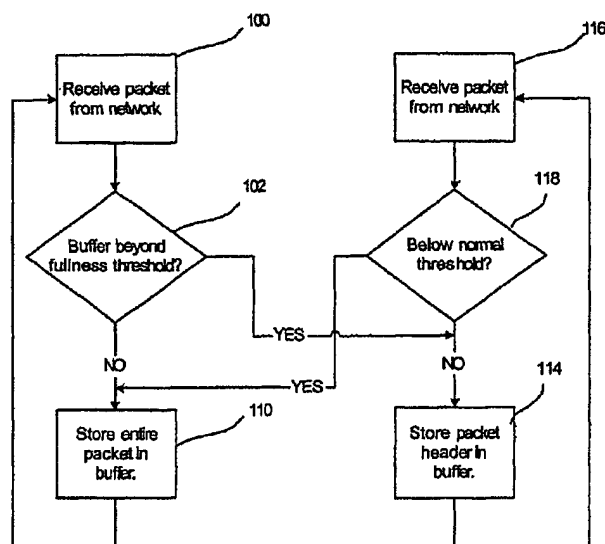 100
Receive packet
from network
102
Buffer beyond
fullness threshold?
NO
YES
110
Store entire
packet in
buffer.
116
Receive packet
from network
118
Below normal
threshold?
YES
NO
114
Store packet
header in
buffer.